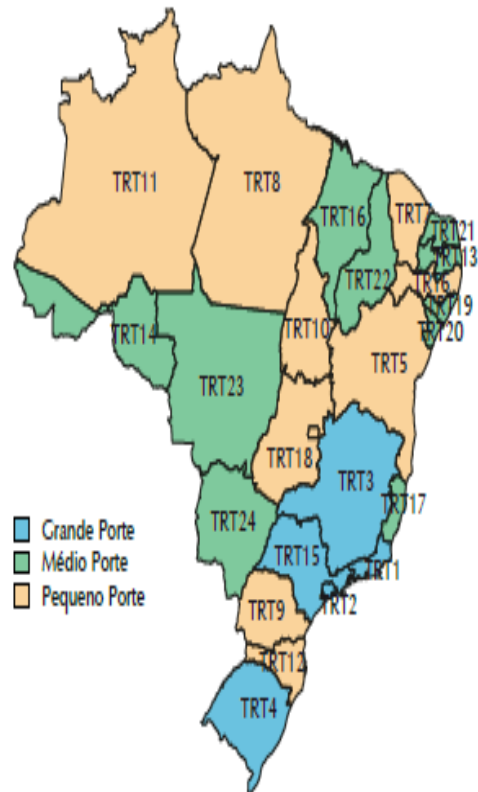 TRT11
TRT8
TRT16
TRT7
TRT21
TRT13
TRT6
TRT22
TRT19
TRT20
TRT14
TRT10
TRT5
TRT23
TRT18
TRT3
TRT17
TRT24
TRT15
TRT1
TRT2
TRT9
TRT12
TRT4
Grande Porte
Médio Porte
Pequeno Porte